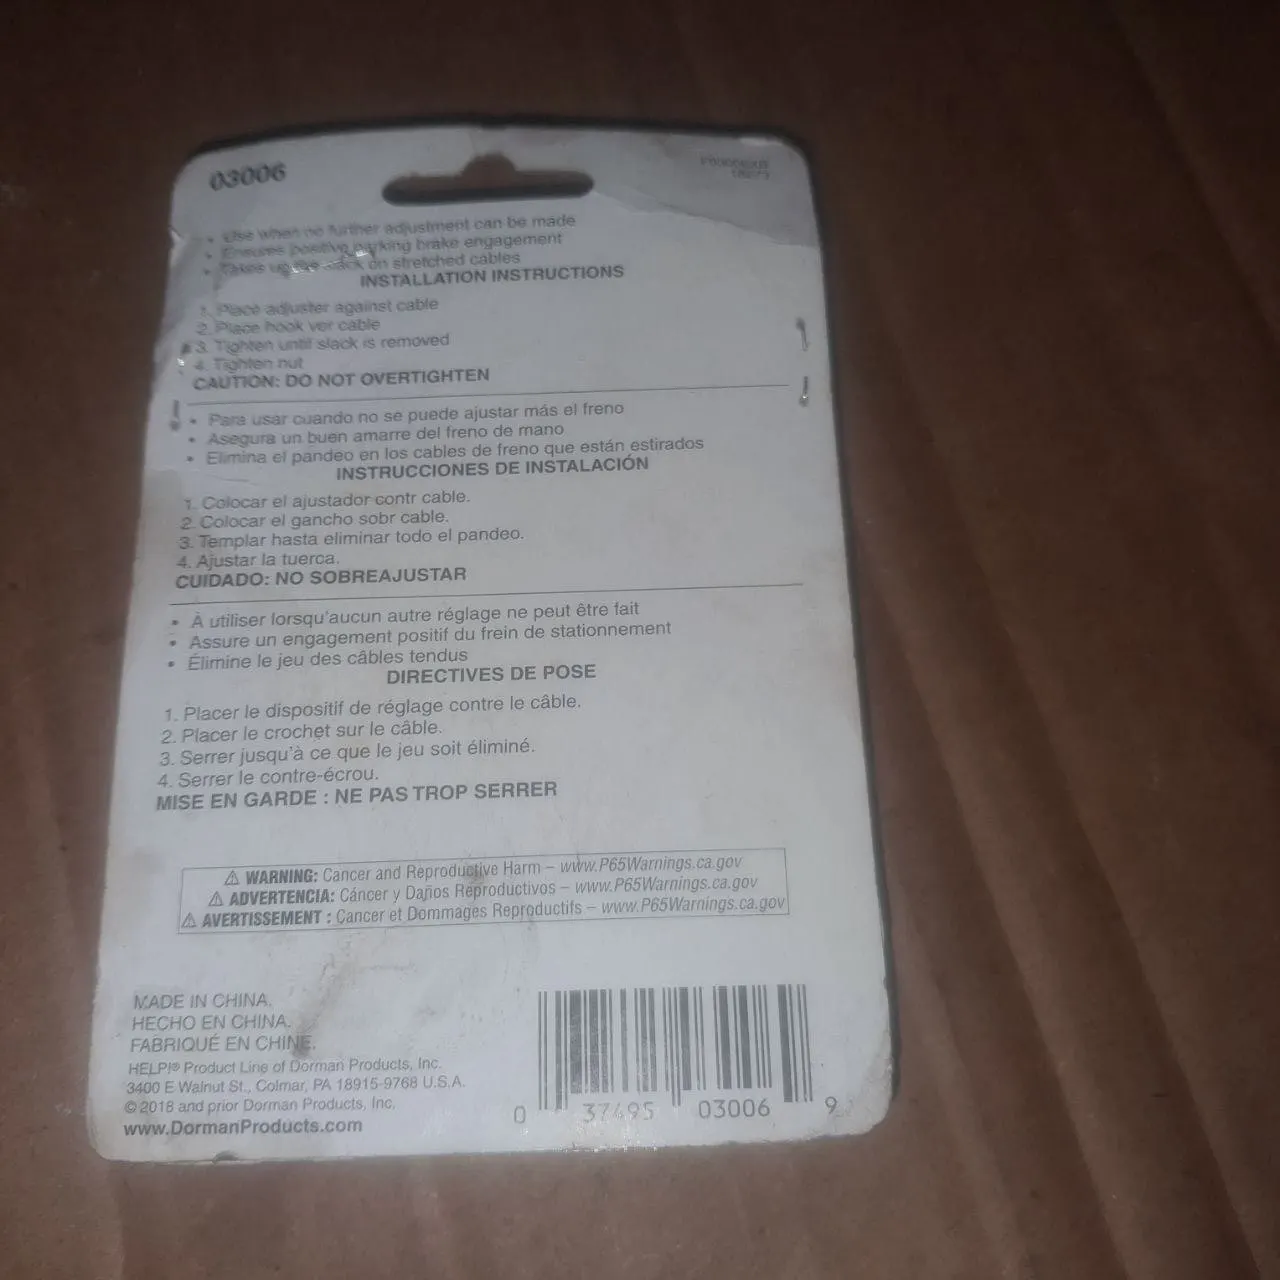 03006
• Use when no further adjustment can be made
• Ensures positive parking brake engagement
• Takes up slack on stretched cables
INSTALLATION INSTRUCTIONS
1. Place adjuster against cable
2. Place hook ver cable
3. Tighten until slack is removed
4. Tighten nut
CAUTION: DO NOT OVERTIGHTEN
• Para usar cuando no se puede ajustar más el freno
• Asegura un buen amarre del freno de mano
• Elimina el pandeo en los cables de freno que están estirados
INSTRUCCIONES DE INSTALACIÓN
1. Colocar el ajustador contr cable.
2. Colocar el gancho sobr cable.
3. Templar hasta eliminar todo el pandeo.
4. Ajustar la tuerca.
CUIDADO: NO SOBREAJUSTAR
• À utiliser lorsqu'aucun autre réglage ne peut être fait
• Assure un engagement positif du frein de stationnement
• Élimine le jeu des câbles tendus
DIRECTIVES DE POSE
1. Placer le dispositif de réglage contre le câble.
2. Placer le crochet sur le câble.
3. Serrer jusqu'à ce que le jeu soit éliminé.
4. Serrer le contre-écrou.
MISE EN GARDE : NE PAS TROP SERRER
⚠ WARNING: Cancer and Reproductive Harm – www.P65Warnings.ca.gov
⚠ ADVERTENCIA: Cáncer y Daños Reproductivos – www.P65Warnings.ca.gov
⚠ AVERTISSEMENT : Cancer et Dommages Reproductifs – www.P65Warnings.ca.gov
MADE IN CHINA.
HECHO EN CHINA.
FABRIQUÉ EN CHINE.
HELP!® Product Line of Dorman Products, Inc.
3400 E Walnut St., Colmar, PA 18915-9768 U.S.A.
© 2018 and prior Dorman Products, Inc.
www.DormanProducts.com
0 37495 03006 9